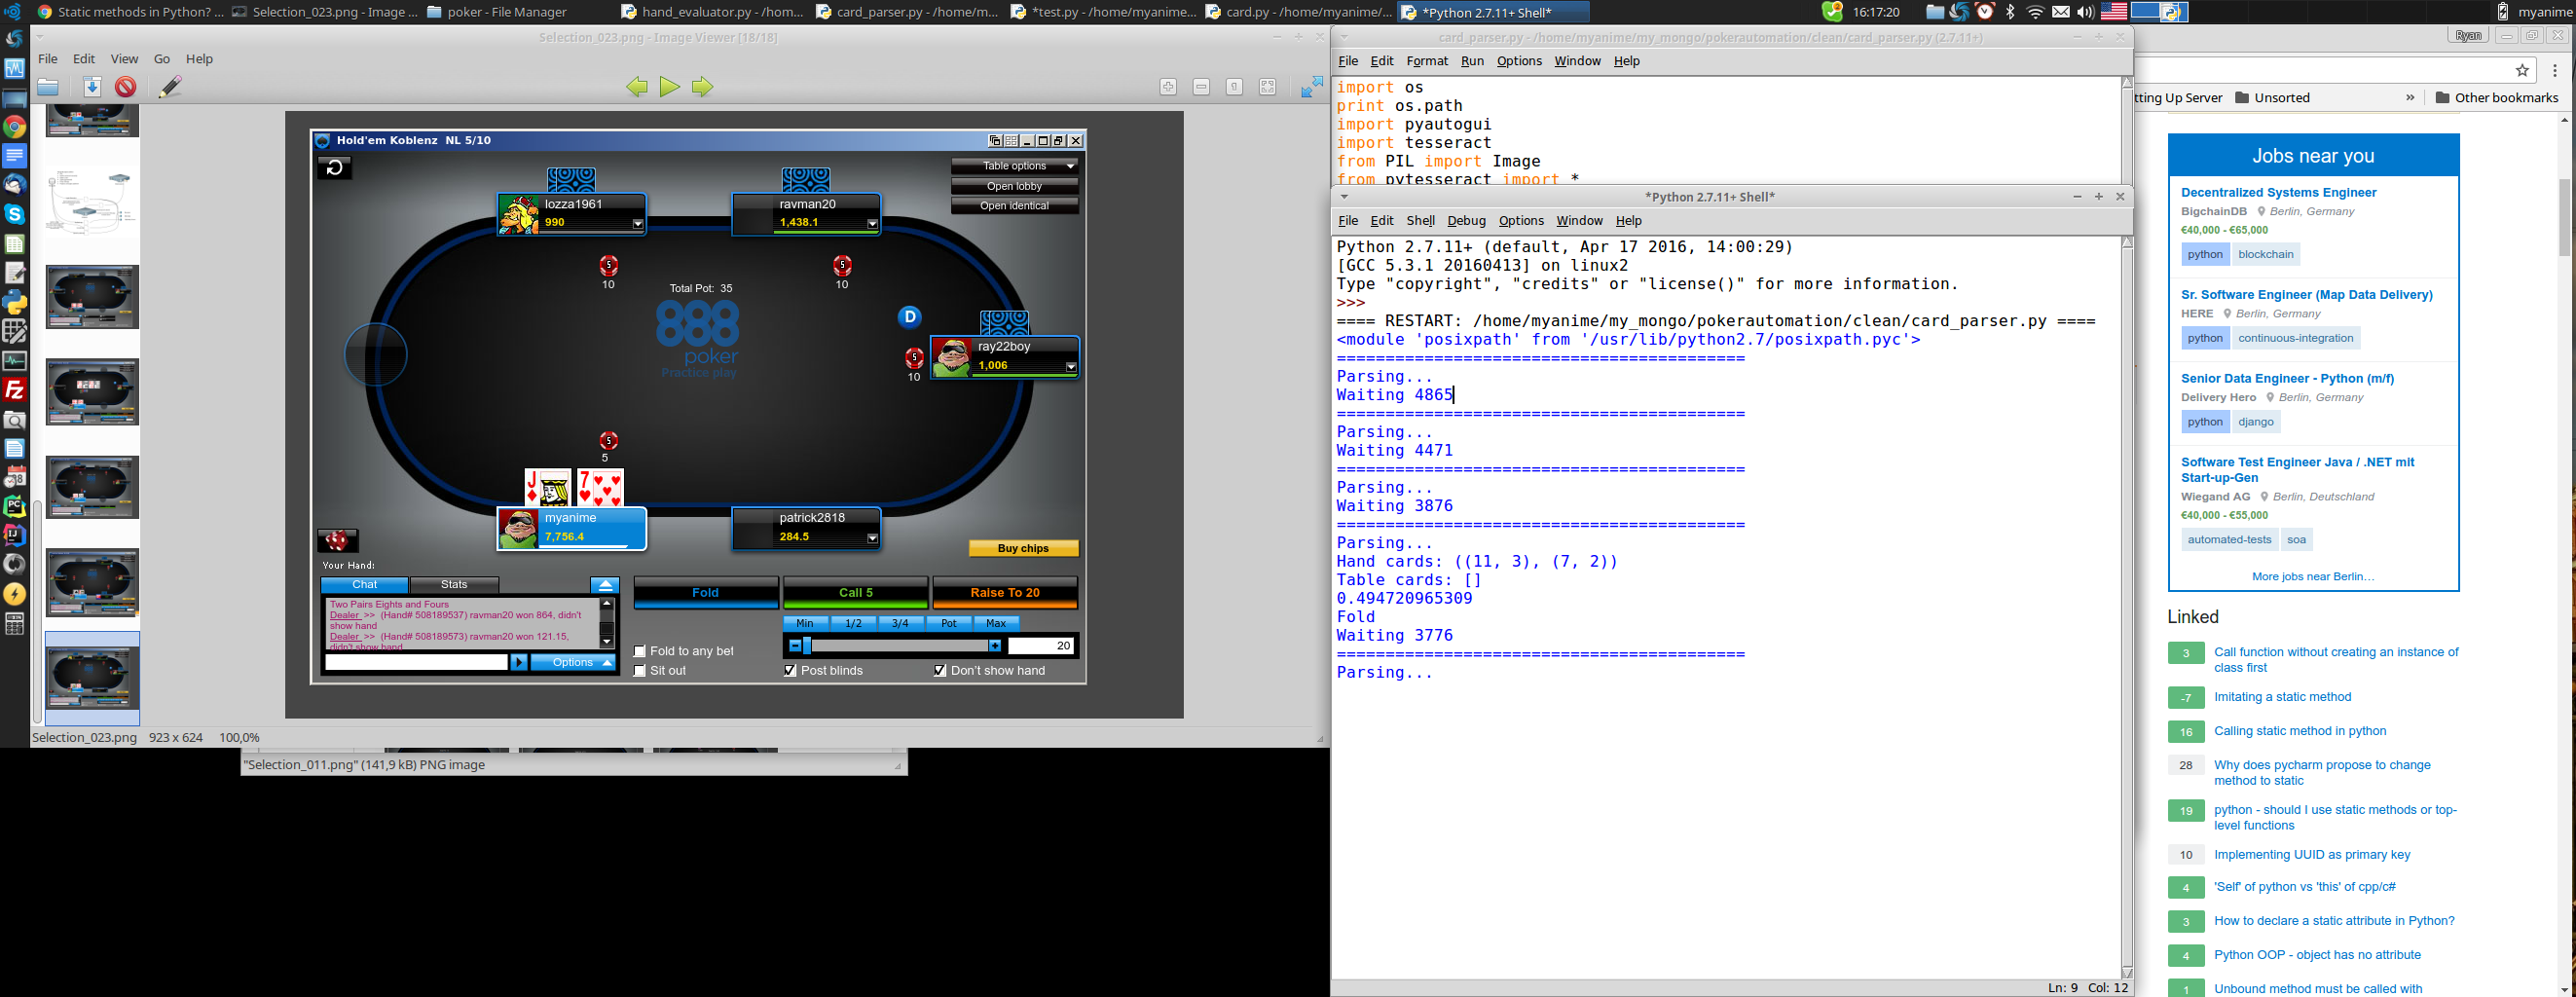 Static methods in Python? ...
Selection_023.png - Image ...
poker - File Manager
hand_evaluator.py - /hom...
card_parser.py - /home/m...
*test.py - /home/myanime...
card.py - /home/myanime/...
*Python 2.7.11+ Shell*
16:17:20
myanime
Selection_023.png - Image Viewer [18/18]
File Edit View Go Help
Hold'em Koblenz NL 5/10
Table options
Open lobby
Open identical
lozza1961
990
ravman20
1,438.1
5
10
5
10
Total Pot: 35
888
poker
Practice play
D
ray22boy
1,006
5
10
5
5
J
7
myanime
7,756.4
patrick2818
284.5
Buy chips
Your Hand:
Chat Stats
Two Pairs Eights and Fours
Dealer >> (Hand# 508189537) ravman20 won 864, didn't
show hand
Dealer >> (Hand# 508189573) ravman20 won 121.15,
didn't show hand
Options
Fold
Call 5
Raise To 20
Min 1/2 3/4 Pot Max
20
Fold to any bet
Sit out
Post blinds
Don't show hand
Selection_023.png 923 x 624 100,0%
"Selection_011.png" (141,9 kB) PNG image
card_parser.py - /home/myanime/my_mongo/pokerautomation/clean/card_parser.py (2.7.11+)
File Edit Format Run Options Window Help
import os
print os.path
import pyautogui
import tesseract
from PIL import Image
from pytesseract import *
*Python 2.7.11+ Shell*
File Edit Shell Debug Options Window Help
Python 2.7.11+ (default, Apr 17 2016, 14:00:29)
[GCC 5.3.1 20160413] on linux2
Type "copyright", "credits" or "license()" for more information.
>>>
==== RESTART: /home/myanime/my_mongo/pokerautomation/clean/card_parser.py ====
<module 'posixpath' from '/usr/lib/python2.7/posixpath.pyc'>
==========================================
Parsing...
Waiting 4865
==========================================
Parsing...
Waiting 4471
==========================================
Parsing...
Waiting 3876
==========================================
Parsing...
Hand cards: ((11, 3), (7, 2))
Table cards: []
0.494720965309
Fold
Waiting 3776
==========================================
Parsing...
Ln: 9 Col: 12
Ryan
tting Up Server
Unsorted
»
Other bookmarks
Jobs near you
Decentralized Systems Engineer
BigchainDB Berlin, Germany
€40,000 - €65,000
python blockchain
Sr. Software Engineer (Map Data Delivery)
HERE Berlin, Germany
python continuous-integration
Senior Data Engineer - Python (m/f)
Delivery Hero Berlin, Germany
python django
Software Test Engineer Java / .NET mit
Start-up-Gen
Wiegand AG Berlin, Deutschland
€40,000 - €55,000
automated-tests soa
More jobs near Berlin...
Linked
3 Call function without creating an instance of
class first
-7 Imitating a static method
16 Calling static method in python
28 Why does pycharm propose to change
method to static
19 python - should I use static methods or top-
level functions
10 Implementing UUID as primary key
4 'Self' of python vs 'this' of cpp/c#
3 How to declare a static attribute in Python?
4 Python OOP - object has no attribute
1 Unbound method must be called with